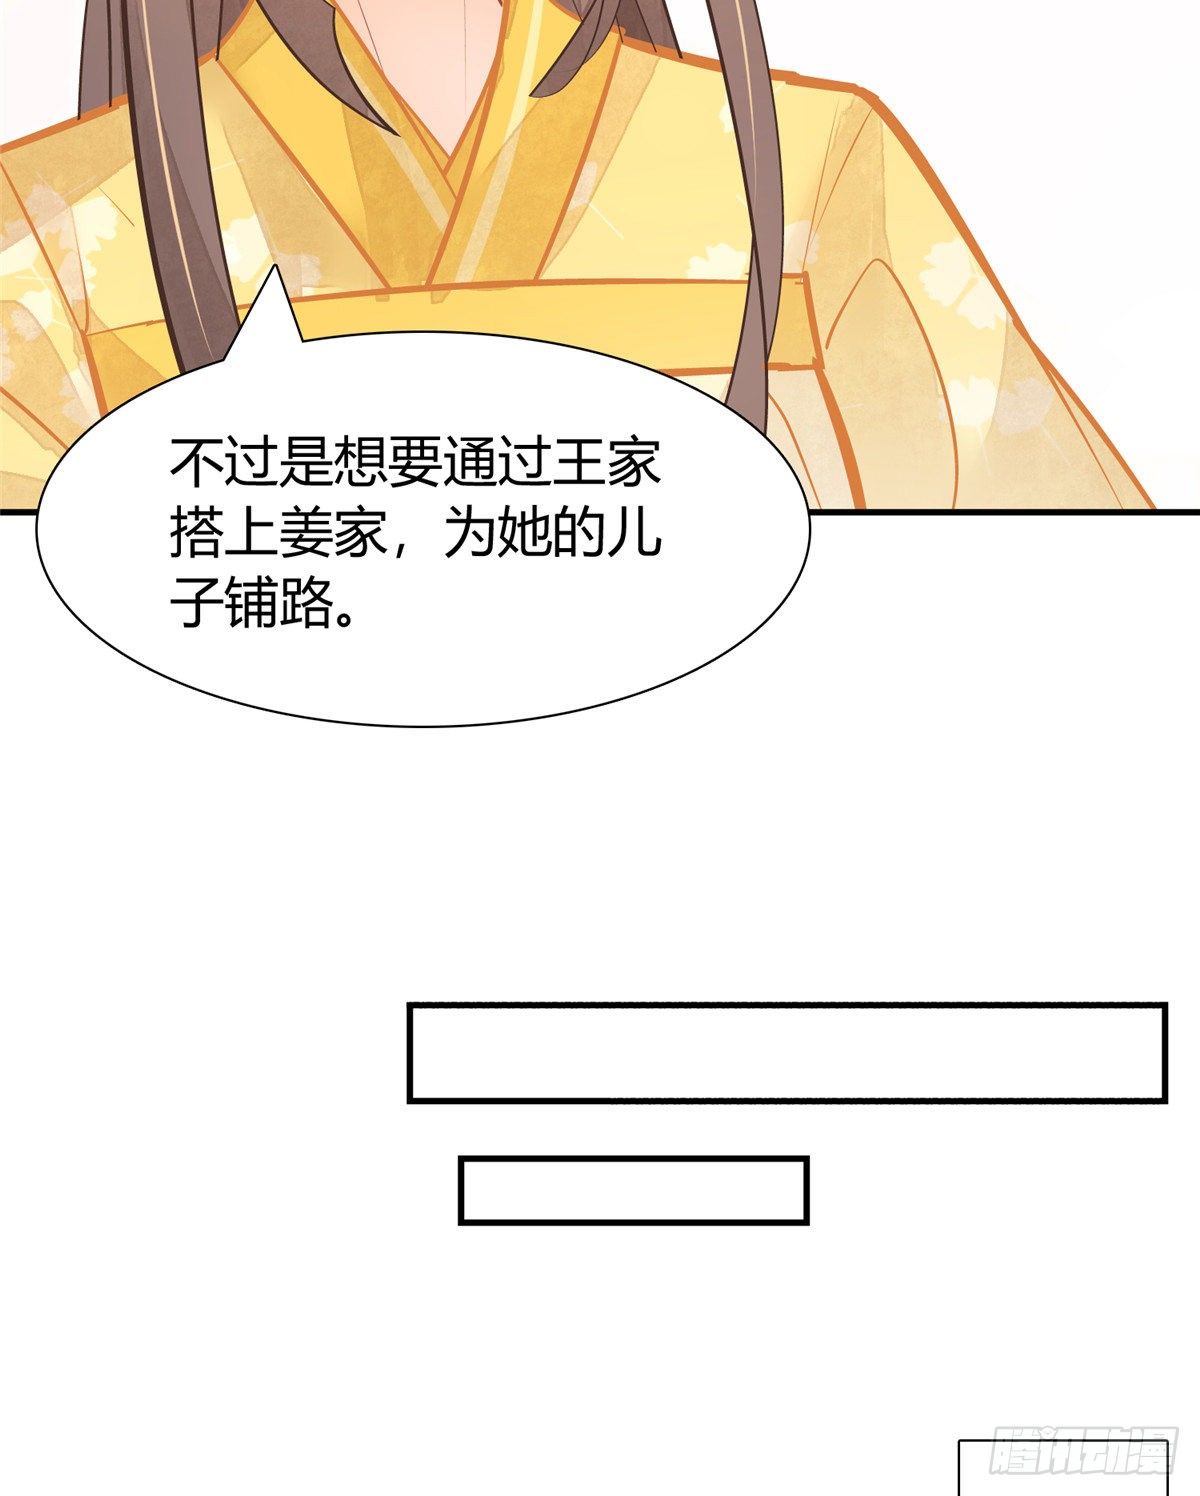 不过是想要通过王家
搭上姜家，为她的儿
子铺路。
腾讯动漫